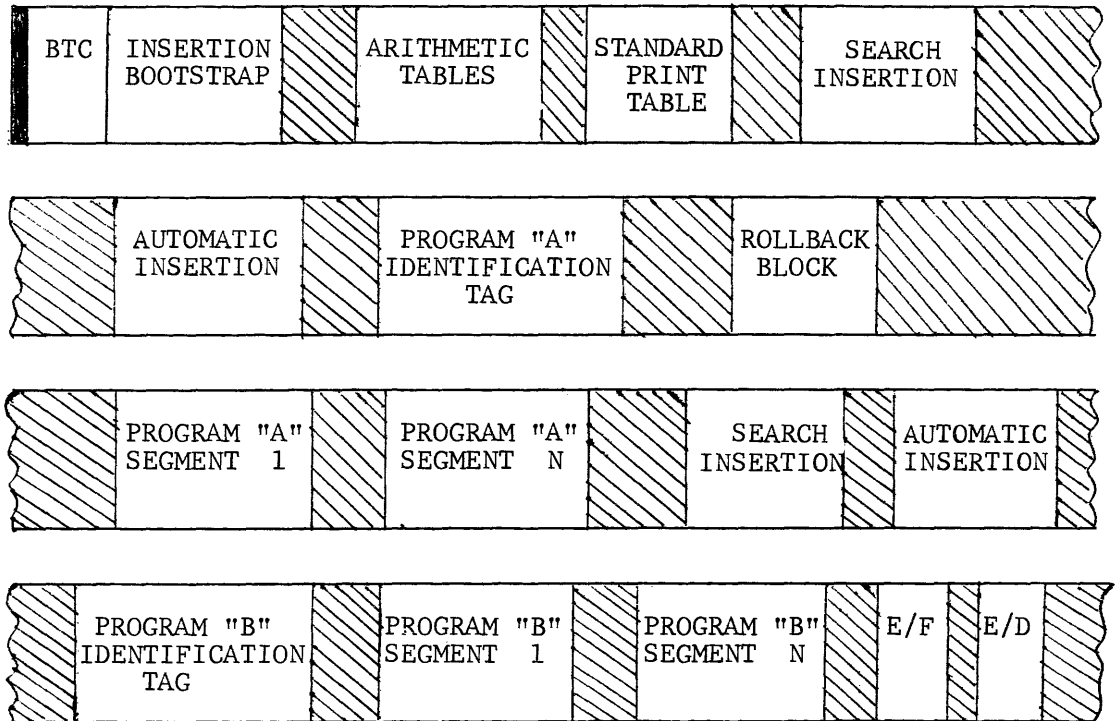 BTC
INSERTION
BOOTSTRAP
ARITHMETIC
TABLES
STANDARD
PRINT
TABLE
SEARCH
INSERTION
AUTOMATIC
INSERTION
PROGRAM "A"
IDENTIFICATION
TAG
ROLLBACK
BLOCK
PROGRAM "A"
SEGMENT 1
PROGRAM "A"
SEGMENT N
SEARCH
INSERTION
AUTOMATIC
INSERTION
PROGRAM "B"
IDENTIFICATION
TAG
PROGRAM "B"
SEGMENT 1
PROGRAM "B"
SEGMENT N
E/F
E/D